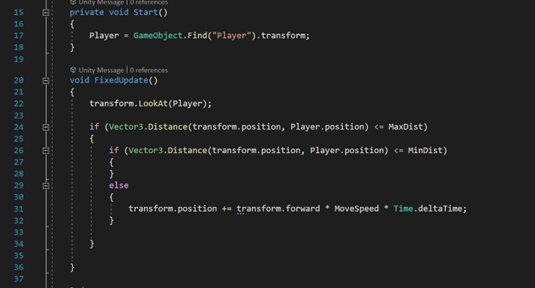 Unity Message | 0 references
15 private void Start()
16 {
17 Player = GameObject.Find("Player").transform;
18 }
19
Unity Message | 0 references
20 void FixedUpdate()
21 {
22 transform.LookAt(Player);
23
24 if (Vector3.Distance(transform.position, Player.position) <= MaxDist)
25 {
26 if (Vector3.Distance(transform.position, Player.position) <= MinDist)
27 {
28 }
29 else
30 {
31 transform.position += transform.forward * MoveSpeed * Time.deltaTime;
32 }
33
34 }
35
36 }
37